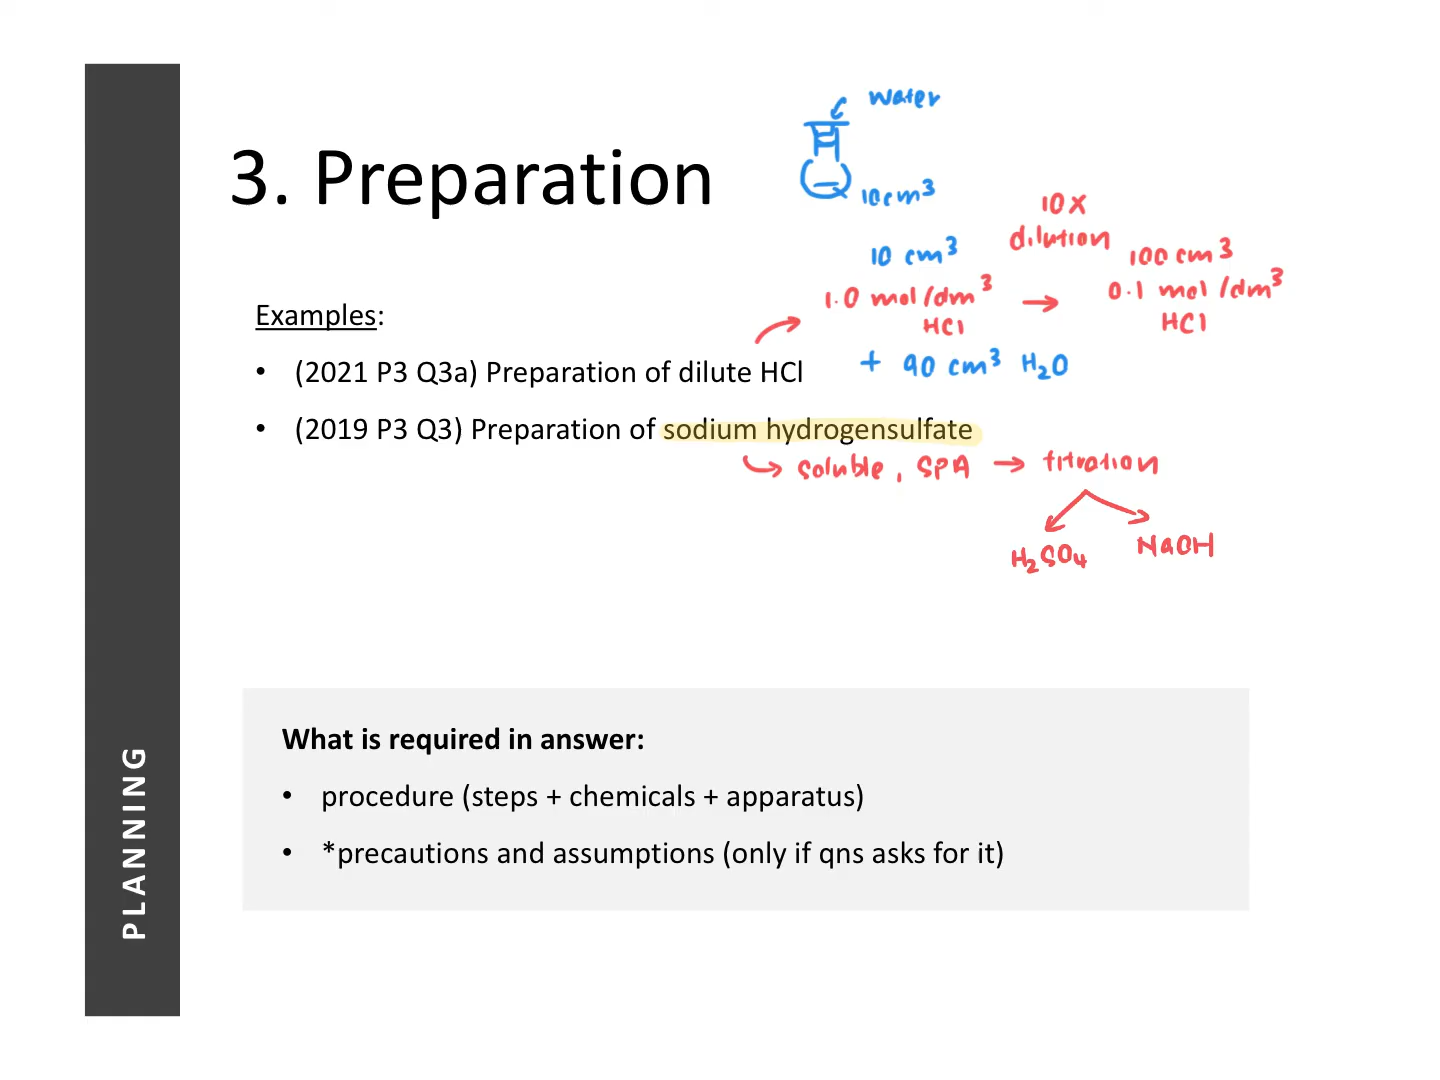 water
3. Preparation
10cm³
10x
dilution
10 cm³
100 cm³
1.0 mol/dm³
HCl
→
0.1 mol/dm³
HCl
Examples:
+ 90 cm³ H₂O
• (2021 P3 Q3a) Preparation of dilute HCl
• (2019 P3 Q3) Preparation of sodium hydrogensulfate
soluble, SPA → titration
H₂SO₄
NaOH
What is required in answer:
• procedure (steps + chemicals + apparatus)
• *precautions and assumptions (only if qns asks for it)
PLANNING